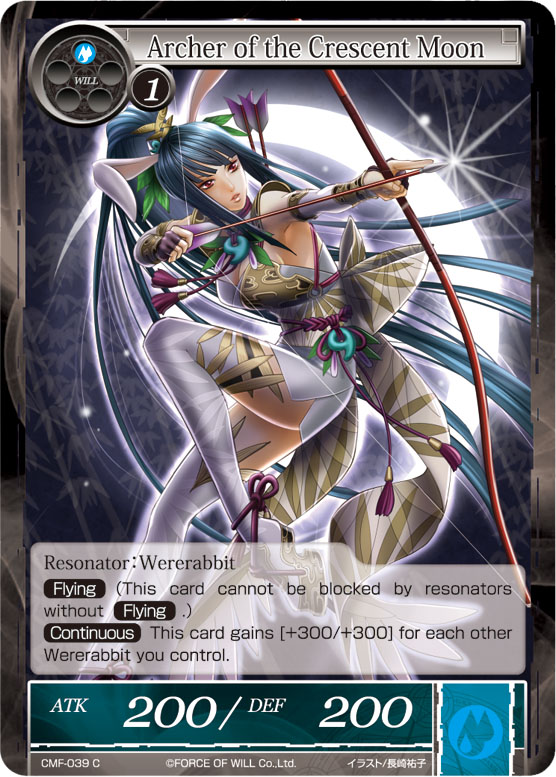 Archer of the Crescent Moon
WILL
1
Resonator:Wererabbit
Flying (This card cannot be blocked by resonators
without Flying .)
Continuous This card gains [+300/+300] for each other
Wererabbit you control.
ATK 200/ DEF 200
CMF-039 C ©FORCE OF WILL Co.,Ltd. イラスト/長崎祐子